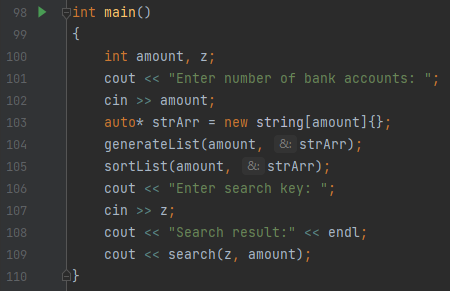 98 int main()
99 {
100 int amount, z;
101 cout << "Enter number of bank accounts: ";
102 cin >> amount;
103 auto* strArr = new string[amount]{};
104 generateList(amount, &: strArr);
105 sortList(amount, &: strArr);
106 cout << "Enter search key: ";
107 cin >> z;
108 cout << "Search result:" << endl;
109 cout << search(z, amount);
110 }